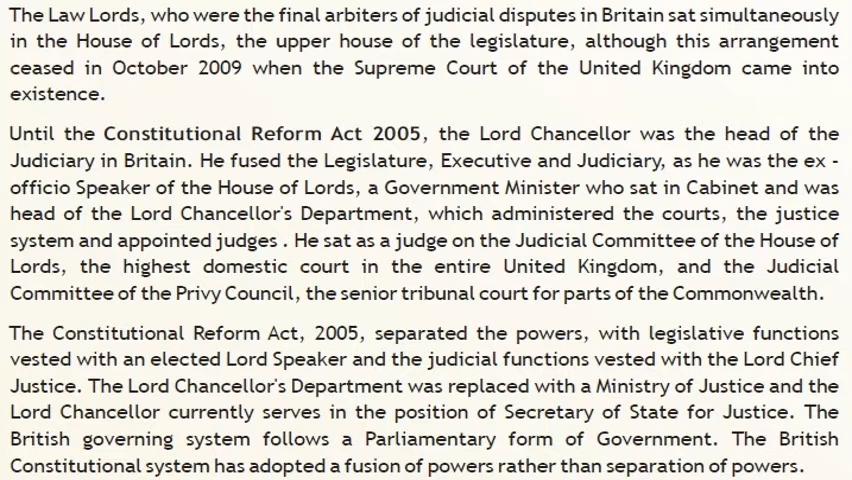 The Law Lords, who were the final arbiters of judicial disputes in Britain sat simultaneously
in the House of Lords, the upper house of the legislature, although this arrangement
ceased in October 2009 when the Supreme Court of the United Kingdom came into
existence.
Until the Constitutional Reform Act 2005, the Lord Chancellor was the head of the
Judiciary in Britain. He fused the Legislature, Executive and Judiciary, as he was the ex -
officio Speaker of the House of Lords, a Government Minister who sat in Cabinet and was
head of the Lord Chancellor's Department, which administered the courts, the justice
system and appointed judges . He sat as a judge on the Judicial Committee of the House of
Lords, the highest domestic court in the entire United Kingdom, and the Judicial
Committee of the Privy Council, the senior tribunal court for parts of the Commonwealth.
The Constitutional Reform Act, 2005, separated the powers, with legislative functions
vested with an elected Lord Speaker and the judicial functions vested with the Lord Chief
Justice. The Lord Chancellor's Department was replaced with a Ministry of Justice and the
Lord Chancellor currently serves in the position of Secretary of State for Justice. The
British governing system follows a Parliamentary form of Government. The British
Constitutional system has adopted a fusion of powers rather than separation of powers.